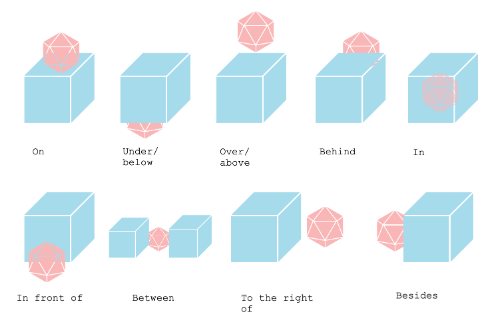 On
Under/
below
Over/
above
Behind
In
In front of
Between
To the right
of
Besides